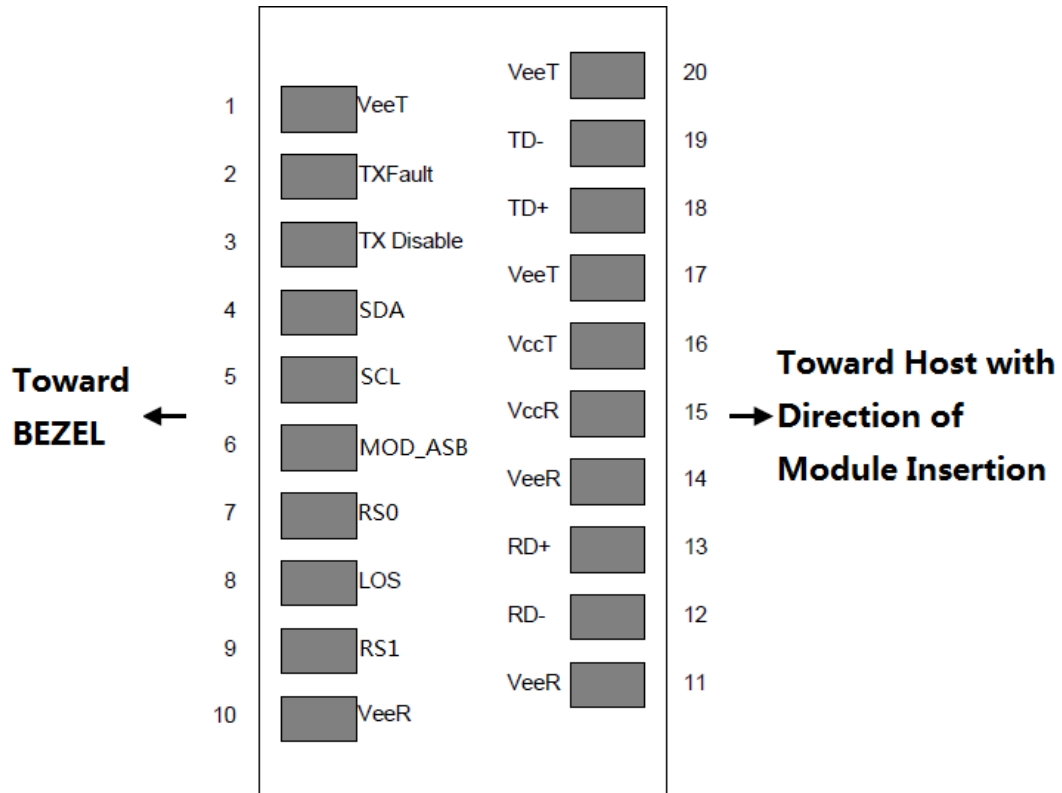 VeeT 20
1 VeeT
TD- 19
2 TXFault
TD+ 18
3 TX Disable
VeeT 17
4 SDA
VccT 16
5 SCL
Toward
BEZEL
VccR 15
Toward Host with
Direction of
Module Insertion
6 MOD_ASB
VeeR 14
7 RS0
RD+ 13
8 LOS
RD- 12
9 RS1
VeeR 11
10 VeeR